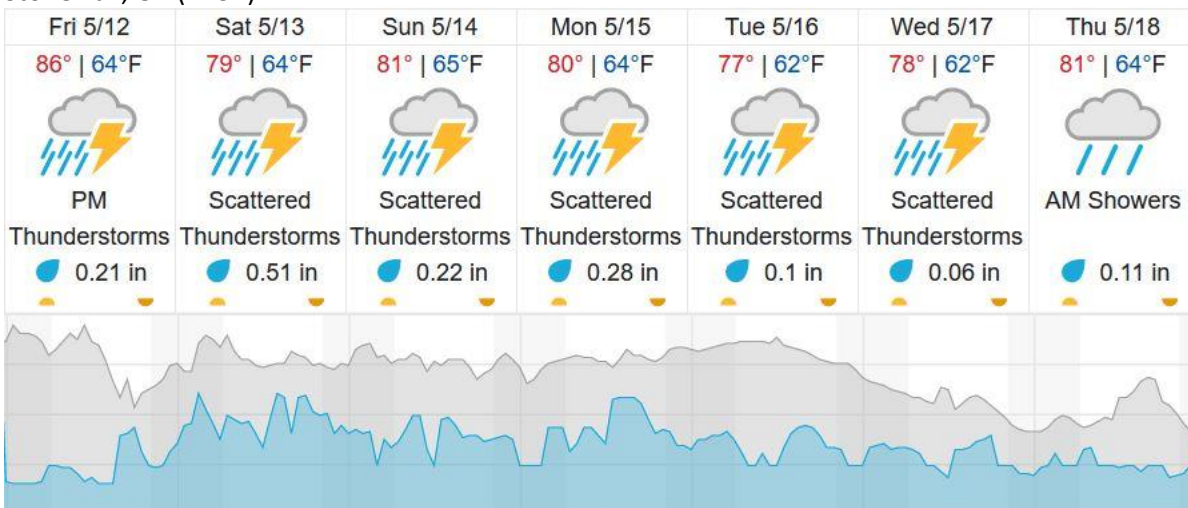 Fri 5/12 Sat 5/13 Sun 5/14 Mon 5/15 Tue 5/16 Wed 5/17 Thu 5/18
86° | 64°F 79° | 64°F 81° | 65°F 80° | 64°F 77° | 62°F 78° | 62°F 81° | 64°F
PM Scattered Scattered Scattered Scattered Scattered AM Showers
Thunderstorms Thunderstorms Thunderstorms Thunderstorms Thunderstorms Thunderstorms
0.21 in 0.51 in 0.22 in 0.28 in 0.1 in 0.06 in 0.11 in